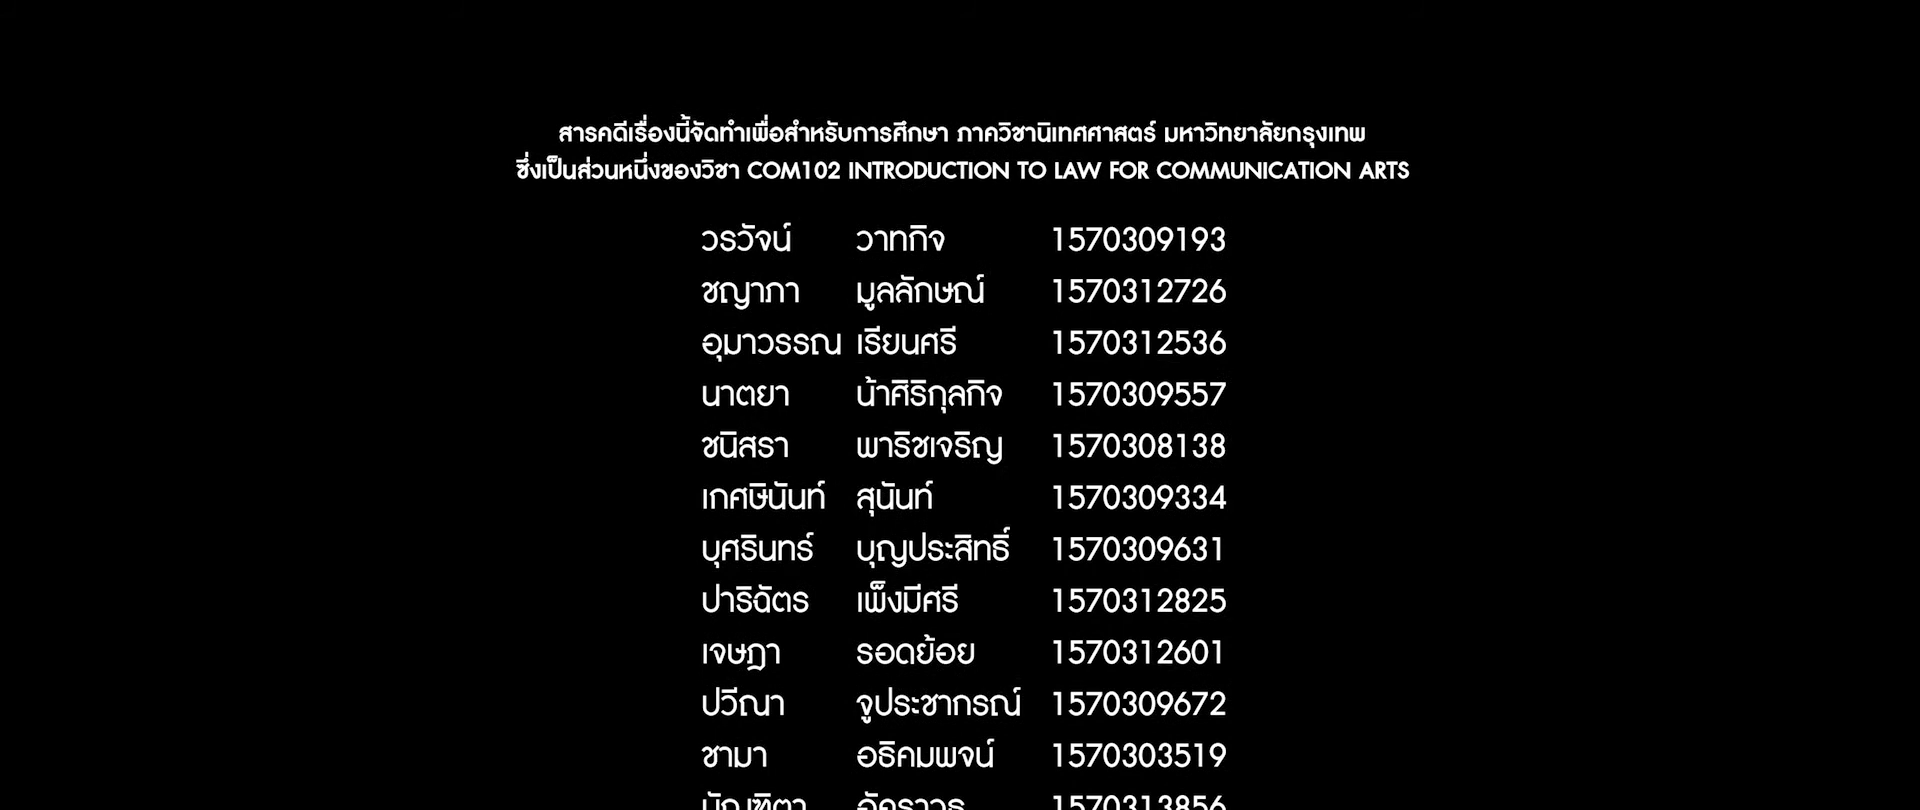 สารคดีเรื่องนี้จัดทำเพื่อสำหรับการศึกษา ภาควิชานิเทศศาสตร์ มหาวิทยาลัยกรุงเทพ
ซึ่งเป็นส่วนหนึ่งของวิชา COM102 INTRODUCTION TO LAW FOR COMMUNICATION ARTS
วรวัจน์ วาทกิจ 1570309193
ชญาภา มูลลักษณ์ 1570312726
อุมาวรรณ เรียนศรี 1570312536
นาตยา น้าศิริกุลกิจ 1570309557
ชนิสรา พาริชเจริญ 1570308138
เกศษินันท์ สุนันท์ 1570309334
บุศรินทร์ บุญประสิทธิ์ 1570309631
ปาริฉัตร เพ็งมีศรี 1570312825
เจษฎา รอดย้อย 1570312601
ปวีณา จูประชากรณ์ 1570309672
ชามา อธิคมพจน์ 1570303519
1570313856